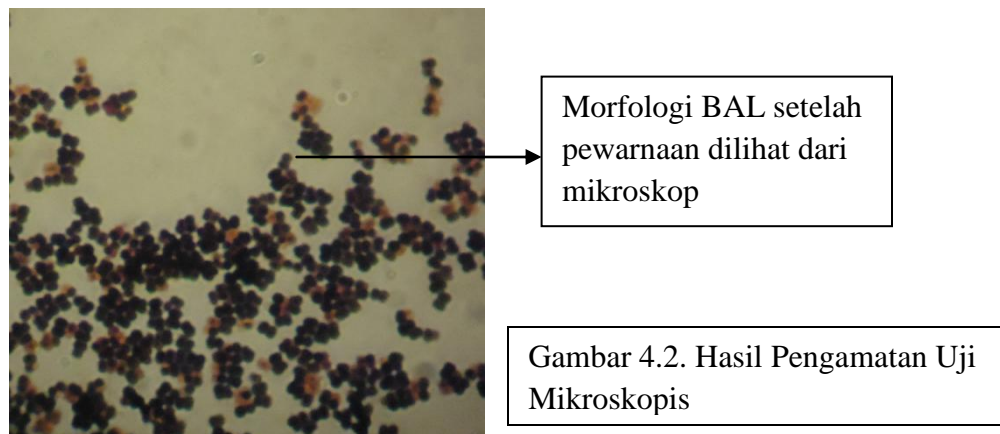 Morfologi BAL setelah
pewarnaan dilihat dari
mikroskop
Gambar 4.2. Hasil Pengamatan Uji
Mikroskopis